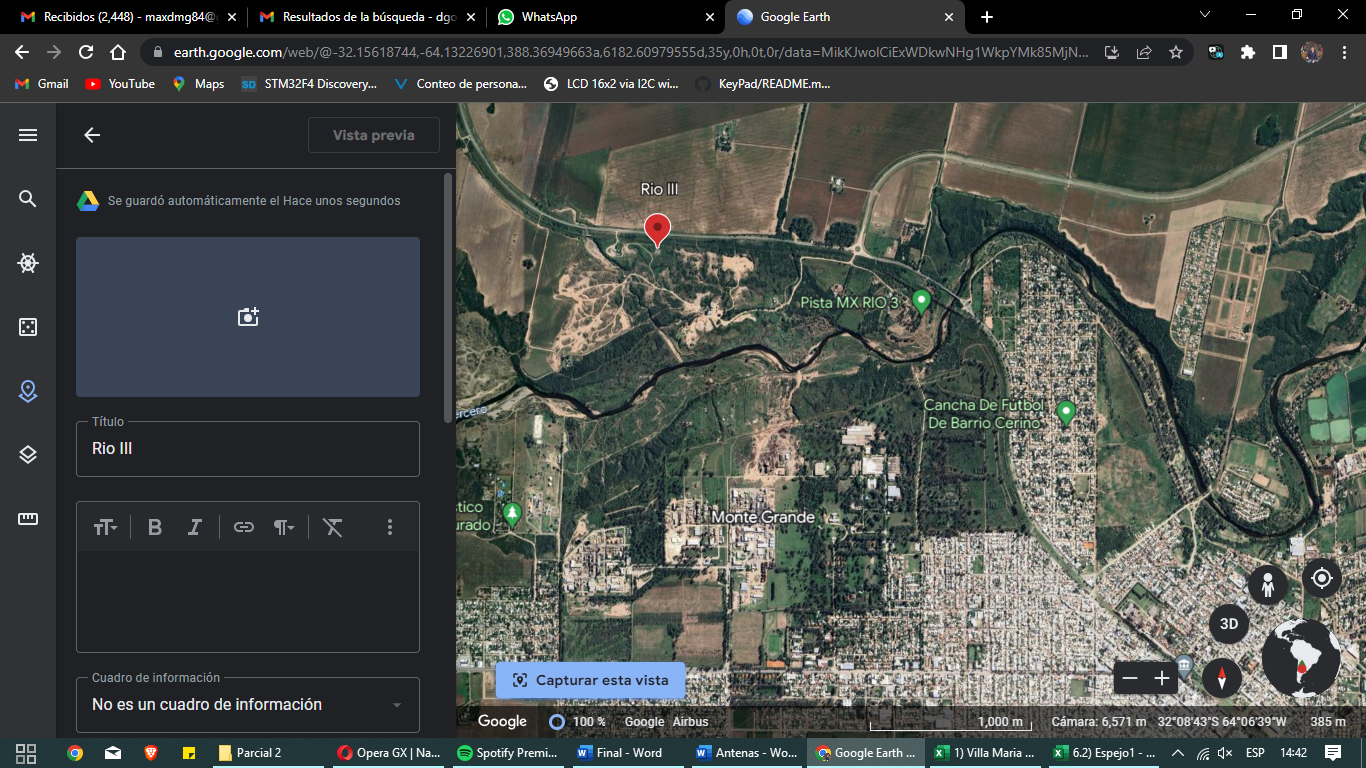 Recibidos (2,448) - maxdmg84@
Resultados de la búsqueda - dgo
WhatsApp
Google Earth
earth.google.com/web/@-32.15618744,-64.13226901,388.36949663a,6182.60979555d,35y,0h,0t,0r/data=MikKJwolCiExWDkwNHg1WkpYMk85MjN...
Gmail
YouTube
Maps
SD STM32F4 Discovery...
Conteo de persona...
LCD 16x2 via I2C wi...
KeyPad/README.m...
Vista previa
Se guardó automáticamente el Hace unos segundos
Título
Rio III
B I
Cuadro de información
No es un cuadro de información
Rio III
Pista MX RIO 3
Cancha De Futbol
De Barrio Cerino
ercero
stico
urado
Monte Grande
Capturar esta vista
3D
Google 100 % Google Airbus 1,000 m Cámara: 6,571 m 32°08'43"S 64°06'39"W 385 m
Parcial 2
Opera GX | Na...
Spotify Premi...
Final - Word
Antenas - Wo...
Google Earth ...
1) Villa Maria ...
6.2) Espejo1 - ...
ESP
14:42